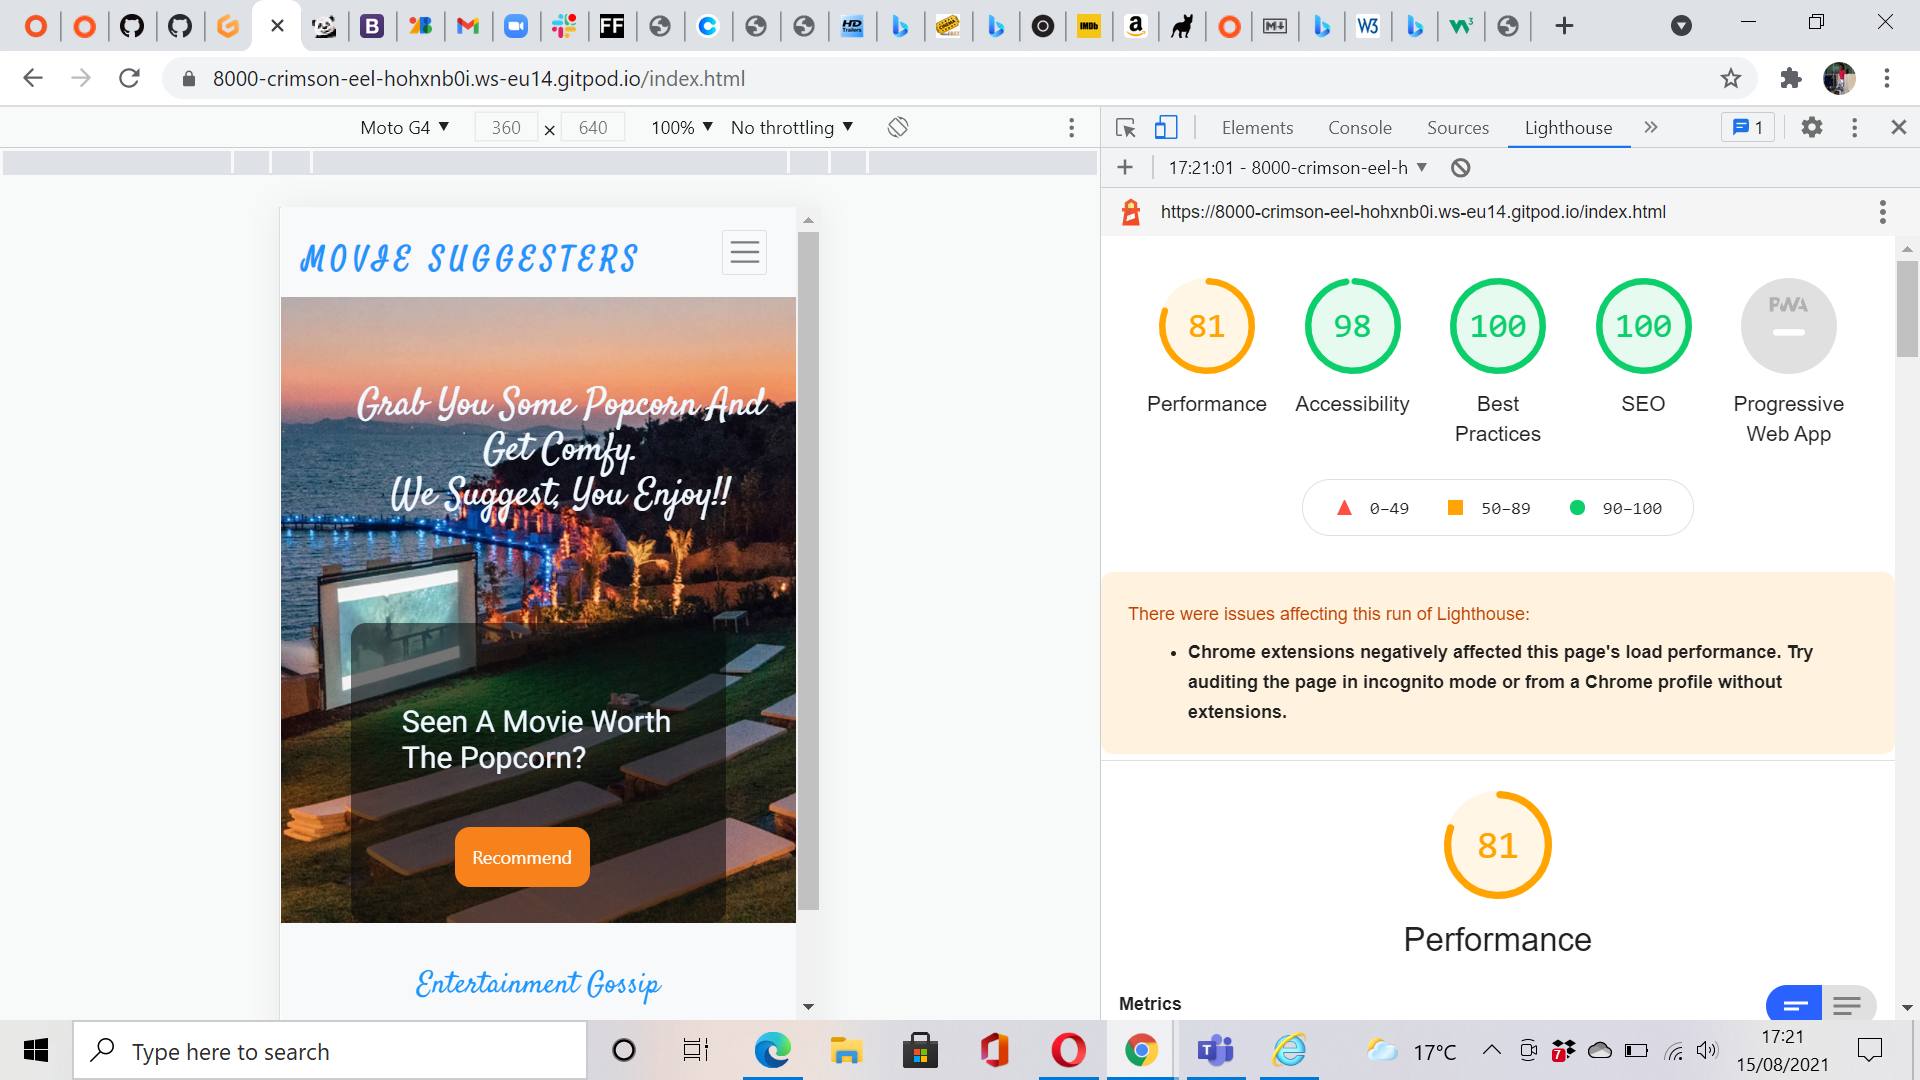 FF
HD
IMDb
a
W3
8000-crimson-eel-hohxnb0i.ws-eu14.gitpod.io/index.html
Moto G4 360 × 640 100% No throttling
Elements Console Sources Lighthouse 1
17:21:01 - 8000-crimson-eel-h
https://8000-crimson-eel-hohxnb0i.ws-eu14.gitpod.io/index.html
MOVIE SUGGESTERS
Grab You Some Popcorn And
Get Comfy.
We Suggest, You Enjoy!!
Seen A Movie Worth
The Popcorn?
Recommend
Entertainment Gossip
81 98 100 100 PWA
Performance Accessibility Best Practices SEO Progressive Web App
0–49 50–89 90–100
There were issues affecting this run of Lighthouse:
Chrome extensions negatively affected this page's load performance. Try
auditing the page in incognito mode or from a Chrome profile without
extensions.
81
Performance
Metrics
Type here to search
17°C
7
17:21
15/08/2021